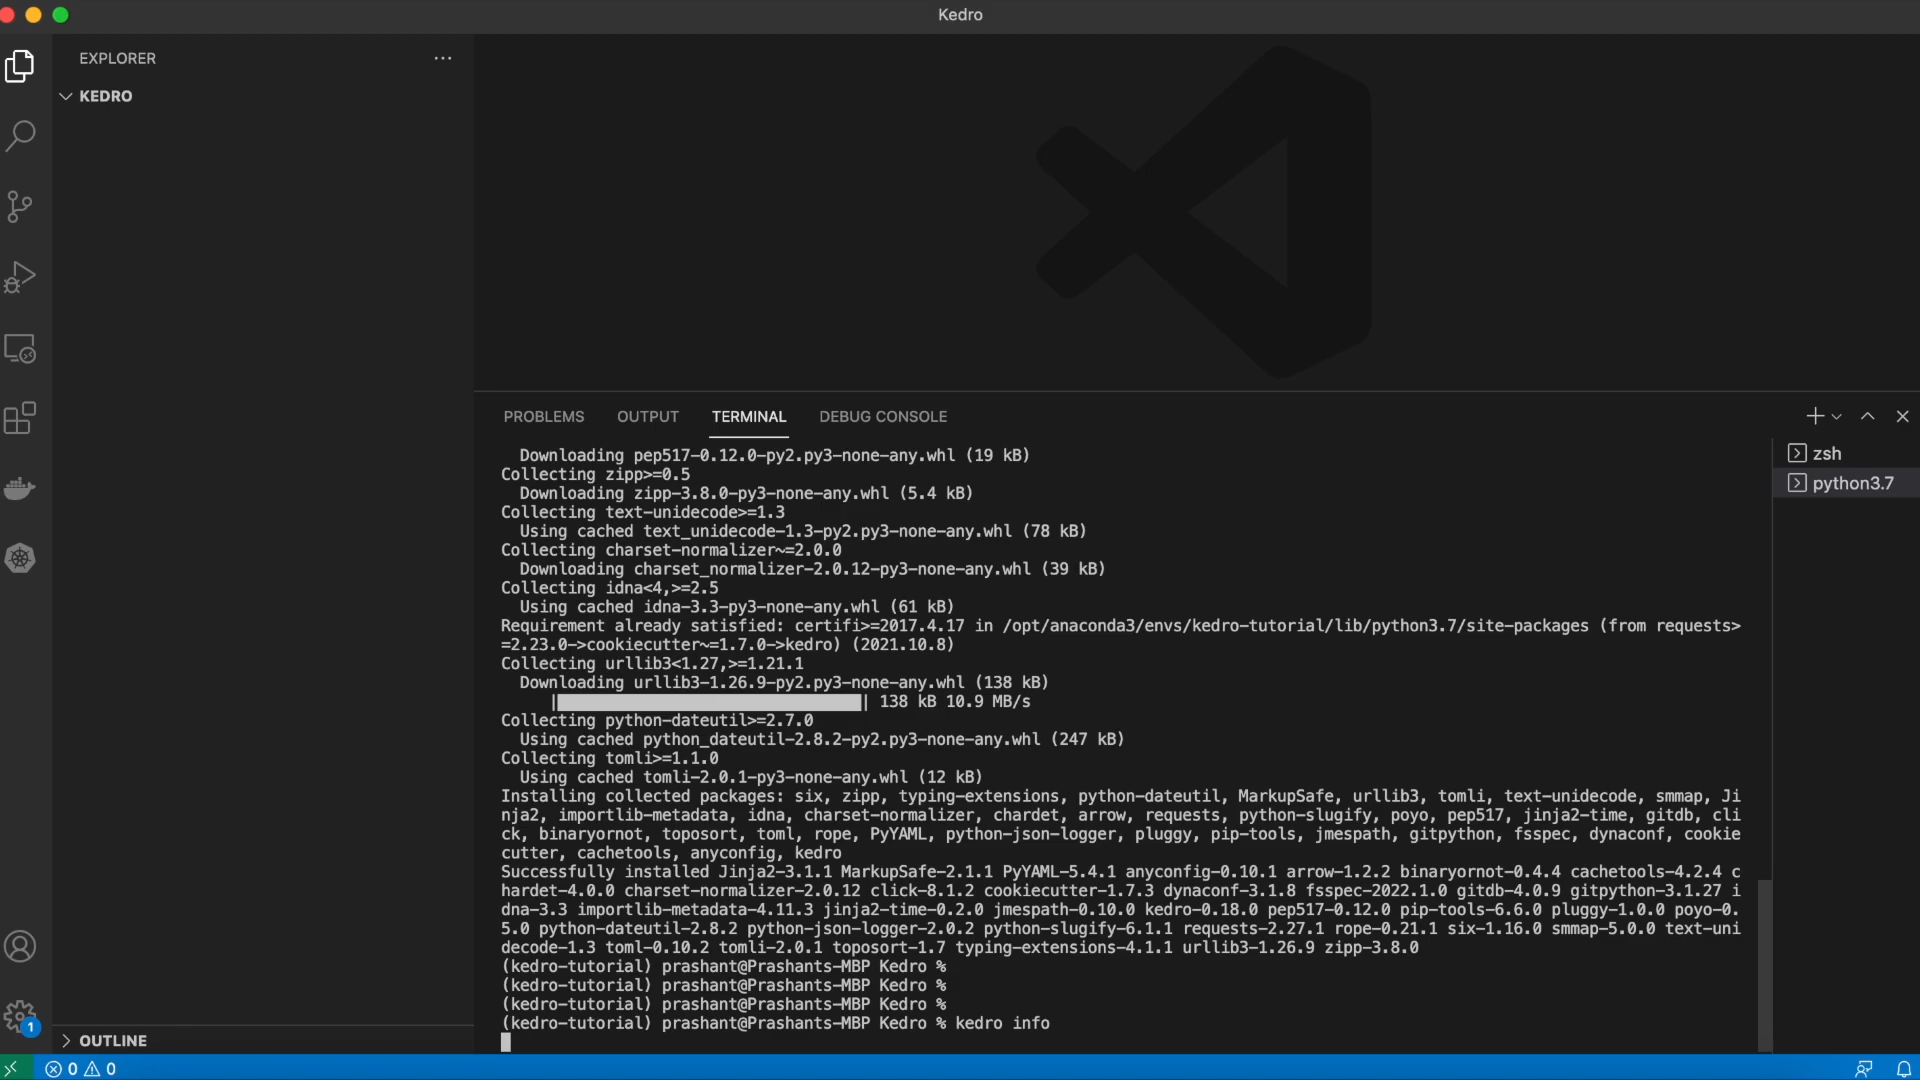 Kedro
EXPLORER
KEDRO
PROBLEMS OUTPUT TERMINAL DEBUG CONSOLE
zsh
python3.7
Downloading pep517-0.12.0-py2.py3-none-any.whl (19 kB)
Collecting zipp>=0.5
Downloading zipp-3.8.0-py3-none-any.whl (5.4 kB)
Collecting text-unidecode>=1.3
Using cached text_unidecode-1.3-py2.py3-none-any.whl (78 kB)
Collecting charset-normalizer~=2.0.0
Downloading charset_normalizer-2.0.12-py3-none-any.whl (39 kB)
Collecting idna<4,>=2.5
Using cached idna-3.3-py3-none-any.whl (61 kB)
Requirement already satisfied: certifi>=2017.4.17 in /opt/anaconda3/envs/kedro-tutorial/lib/python3.7/site-packages (from requests>
=2.23.0->cookiecutter~=1.7.0->kedro) (2021.10.8)
Collecting urllib3<1.27,>=1.21.1
Downloading urllib3-1.26.9-py2.py3-none-any.whl (138 kB)
|| 138 kB 10.9 MB/s
Collecting python-dateutil>=2.7.0
Using cached python_dateutil-2.8.2-py2.py3-none-any.whl (247 kB)
Collecting tomli>=1.1.0
Using cached tomli-2.0.1-py3-none-any.whl (12 kB)
Installing collected packages: six, zipp, typing-extensions, python-dateutil, MarkupSafe, urllib3, tomli, text-unidecode, smmap, Ji
nja2, importlib-metadata, idna, charset-normalizer, chardet, arrow, requests, python-slugify, poyo, pep517, jinja2-time, gitdb, cli
ck, binaryornot, toposort, toml, rope, PyYAML, python-json-logger, pluggy, pip-tools, jmespath, gitpython, fsspec, dynaconf, cookie
cutter, cachetools, anyconfig, kedro
Successfully installed Jinja2-3.1.1 MarkupSafe-2.1.1 PyYAML-5.4.1 anyconfig-0.10.1 arrow-1.2.2 binaryornot-0.4.4 cachetools-4.2.4 c
hardet-4.0.0 charset-normalizer-2.0.12 click-8.1.2 cookiecutter-1.7.3 dynaconf-3.1.8 fsspec-2022.1.0 gitdb-4.0.9 gitpython-3.1.27 i
dna-3.3 importlib-metadata-4.11.3 jinja2-time-0.2.0 jmespath-0.10.0 kedro-0.18.0 pep517-0.12.0 pip-tools-6.6.0 pluggy-1.0.0 poyo-0.
5.0 python-dateutil-2.8.2 python-json-logger-2.0.2 python-slugify-6.1.1 requests-2.27.1 rope-0.21.1 six-1.16.0 smmap-5.0.0 text-uni
decode-1.3 toml-0.10.2 tomli-2.0.1 toposort-1.7 typing-extensions-4.1.1 urllib3-1.26.9 zipp-3.8.0
(kedro-tutorial) prashant@Prashants-MBP Kedro %
(kedro-tutorial) prashant@Prashants-MBP Kedro %
(kedro-tutorial) prashant@Prashants-MBP Kedro %
(kedro-tutorial) prashant@Prashants-MBP Kedro % kedro info
1
OUTLINE
0 0